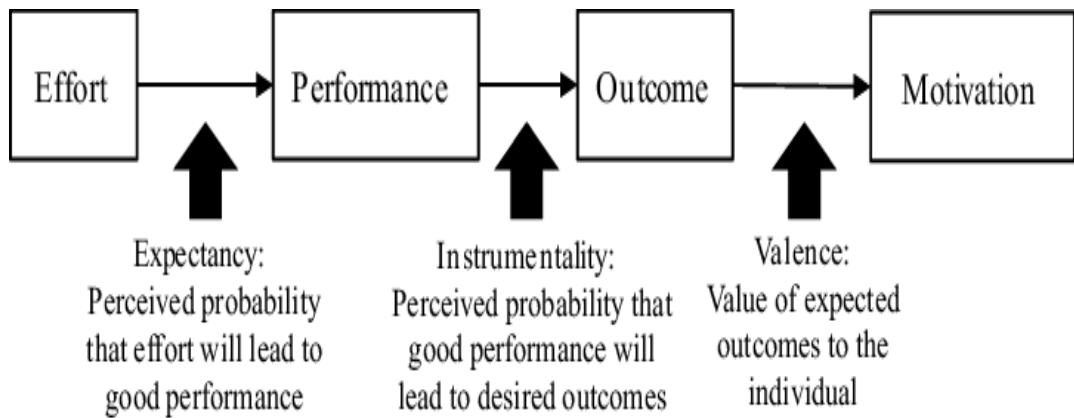 Effort
Performance
Outcome
Motivation
Expectancy:
Perceived probability
that effort will lead to
good performance
Instrumentality:
Perceived probability that
good performance will
lead to desired outcomes
Valence:
Value of expected
outcomes to the
individual